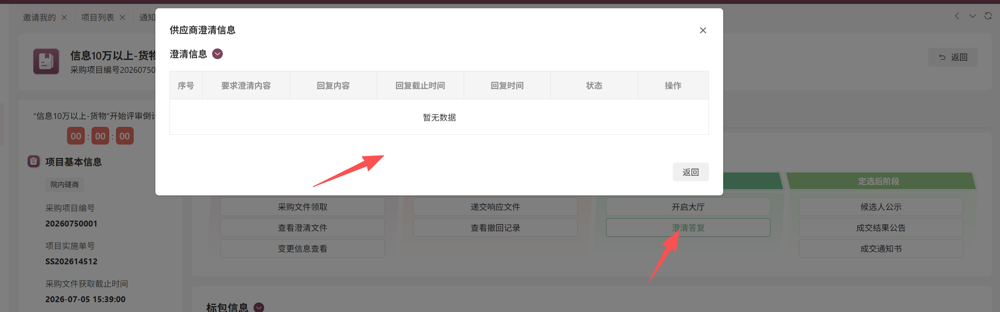 邀请我的
项目列表
通知
供应商澄清信息
澄清信息
信息10万以上-货物
采购项目编号20260750
返回
序号 要求澄清内容 回复内容 回复截止时间 回复时间 状态 操作
暂无数据
返回
“信息10万以上-货物”开始评审倒计
00 : 00 : 00
项目基本信息
院内磋商
采购项目编号
20260750001
项目实施单号
SS202614512
采购文件获取截止时间
2026-07-05 15:39:00
采购文件领取
查看澄清文件
变更信息查看
递交响应文件
查看撤回记录
开启大厅
澄清答复
定选后阶段
候选人公示
成交结果公告
成交通知书
标包信息